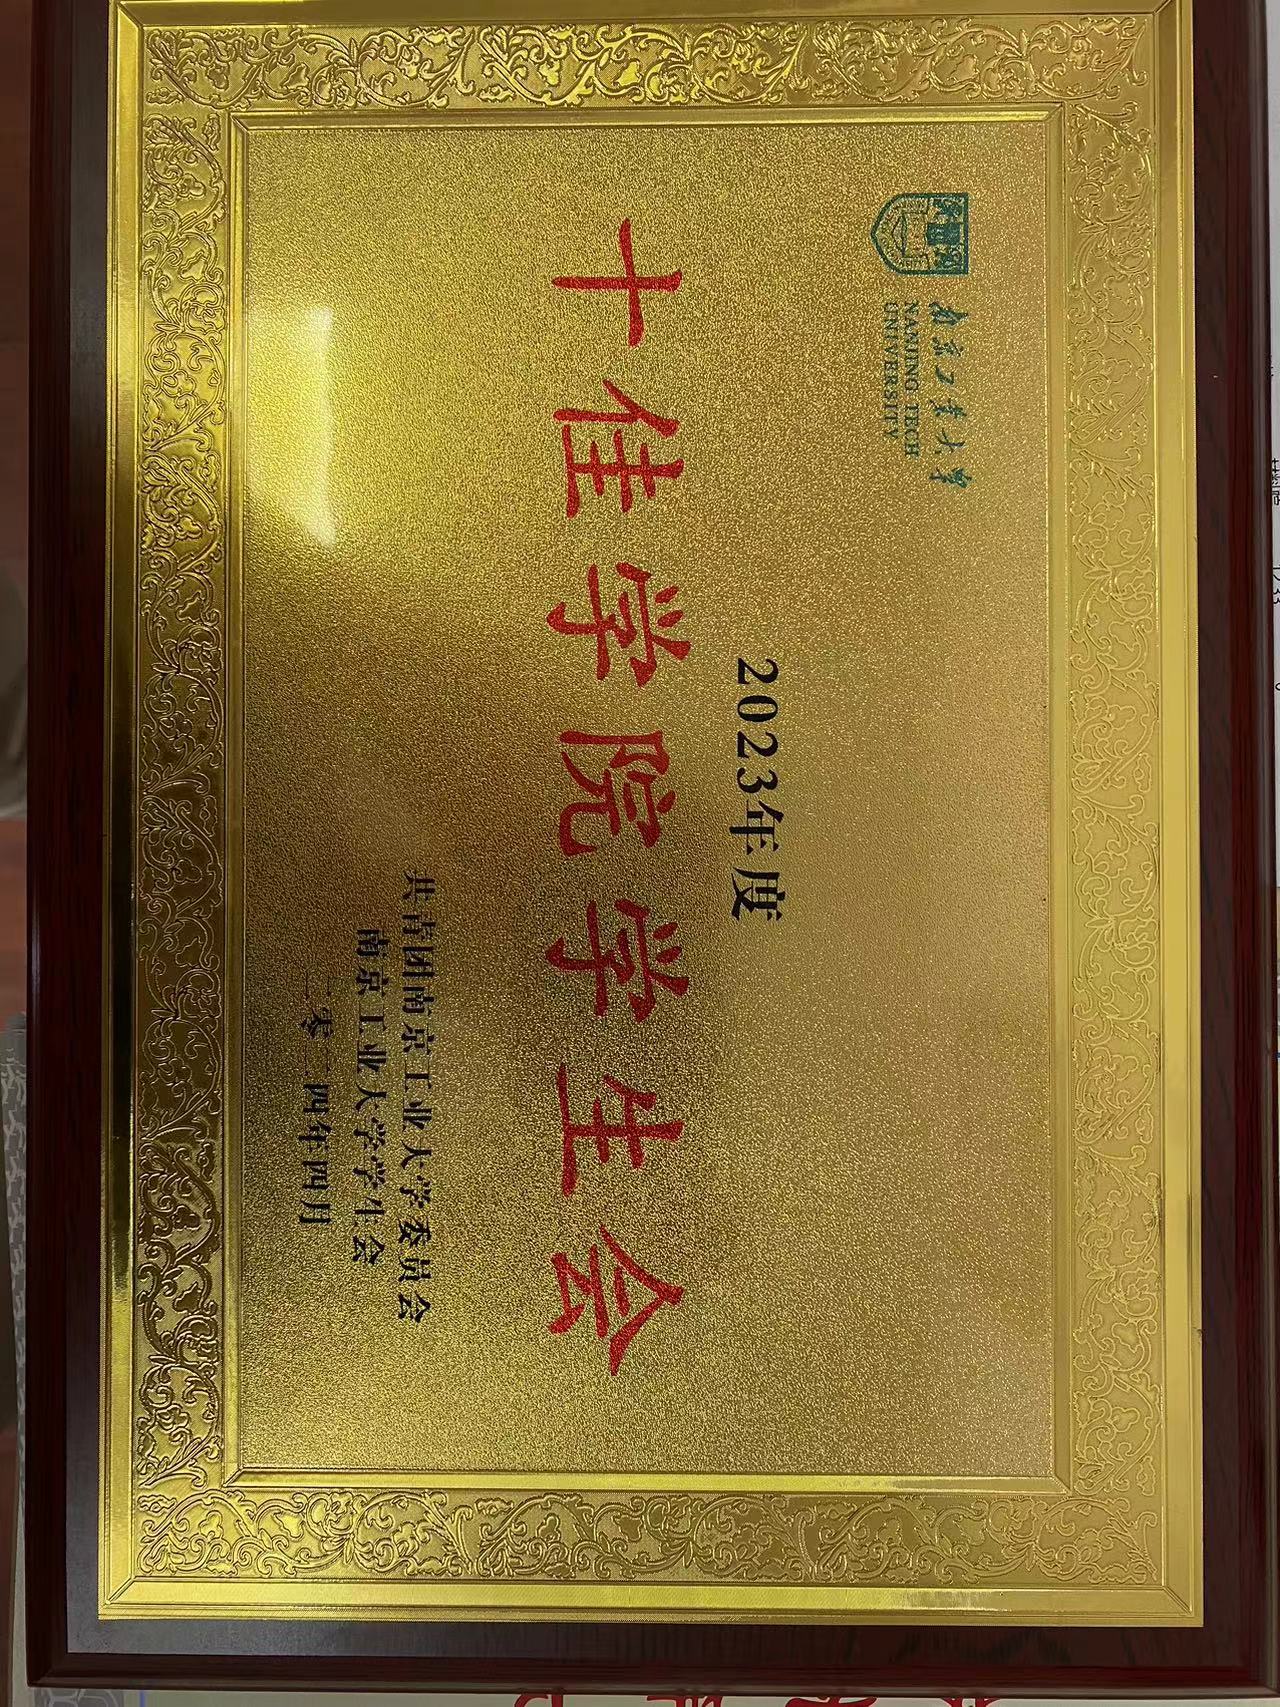 南京工业大学
NANJING TECH
UNIVERSITY
2023年度
十佳学院学生会
共青团南京工业大学委员会
南京工业大学学生会
二零二四年四月